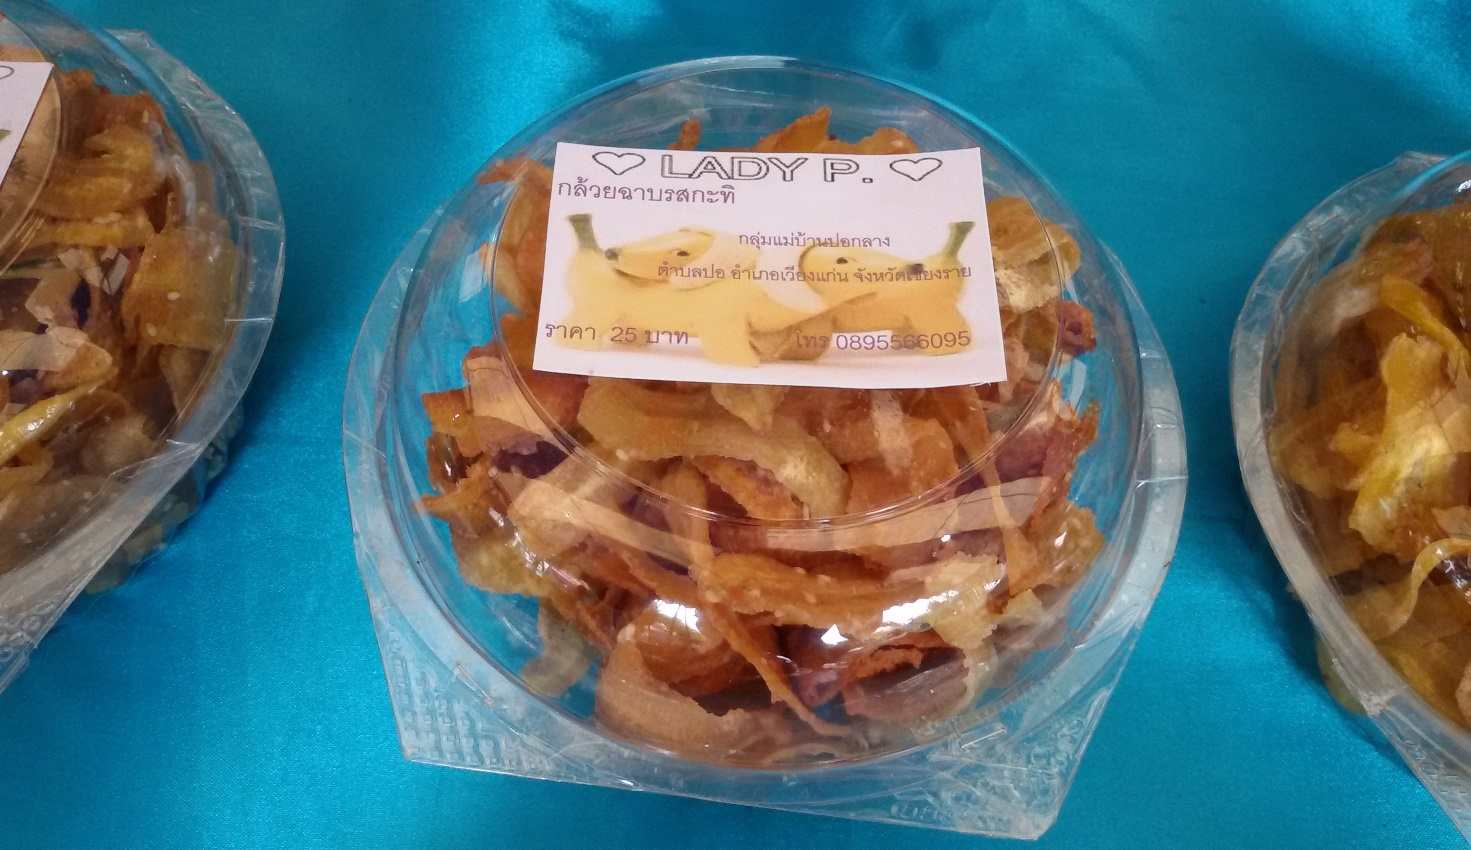 ♡ LADY P. ♡
กล้วยฉาบรสกะทิ
กลุ่มแม่บ้านปอกลาง
ตำบลปอ อำเภอเวียงแก่น จังหวัดเชียงราย
ราคา 25 บาท โทร 0895566095